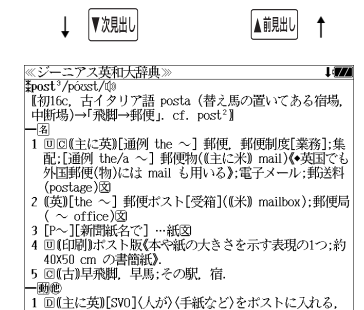 ↓ ▼次見出し ▲前見出し ↑
≪ジーニアス英和大辞典≫
‡post³/póʊst/
〖初16c, 古イタリア語 posta (替え馬の置いてある宿場,
中断場)→「飛脚→郵便」. cf. post²〗
─名
1 U C((主に英))[通例 the ~] 郵便, 郵便制度[業務];集
配;[通例 the/a ~] 郵便物(((主に米)) mail)《◆英国でも
外国郵便(物)には mail も用いる》;電子メール;郵送料
(postage)図
2 ((英))[the ~] 郵便ポスト[受箱](((米)) mailbox);郵便局
( ~ office)図
3 [P~][新聞紙名で] …紙図
4 U((印刷))ポスト版《本や紙の大きさを示す表現の1つ;約
40X50 cm の書簡紙》.
5 C((古))早飛脚, 早馬;その駅, 宿.
─動他
1 D((主に英))[SVO]〈人が〉〈手紙など〉をポストに入れる,